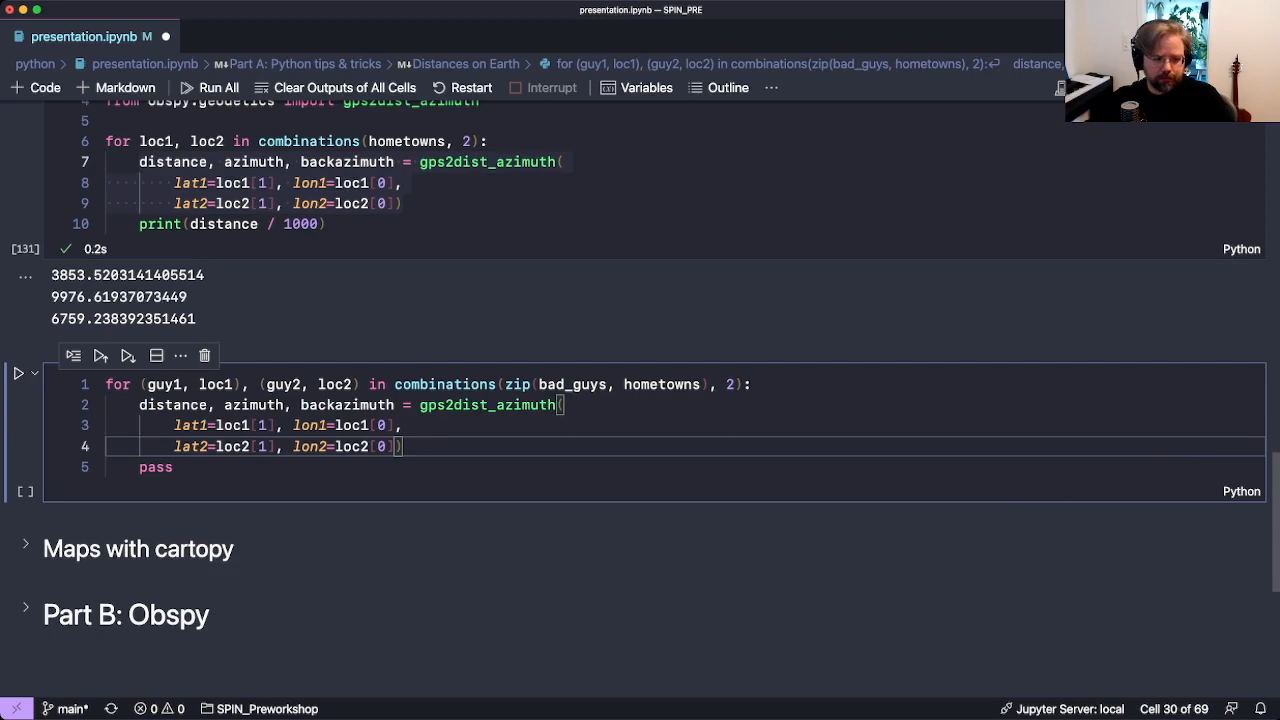 presentation.ipynb — SPIN_PRE
presentation.ipynb M
python > presentation.ipynb > M↓Part A: Python tips & tricks > M↓Distances on Earth > for (guy1, loc1), (guy2, loc2) in combinations(zip(bad_guys, hometowns), 2):↵ distance,
+ Code + Markdown Run All Clear Outputs of All Cells Restart Interrupt Variables Outline ...
4 from obspy.geodetics import gps2dist_azimuth
5
6 for loc1, loc2 in combinations(hometowns, 2):
7 distance, azimuth, backazimuth = gps2dist_azimuth(
8 lat1=loc1[1], lon1=loc1[0],
9 lat2=loc2[1], lon2=loc2[0])
10 print(distance / 1000)
[131] ✓ 0.2s Python
... 3853.5203141405514
9976.61937073449
6759.238392351461
1 for (guy1, loc1), (guy2, loc2) in combinations(zip(bad_guys, hometowns), 2):
2 distance, azimuth, backazimuth = gps2dist_azimuth(
3 lat1=loc1[1], lon1=loc1[0],
4 lat2=loc2[1], lon2=loc2[0])
5 pass
[ ] Python
Maps with cartopy
Part B: Obspy
main* 0 0 SPIN_Preworkshop Jupyter Server: local Cell 30 of 69